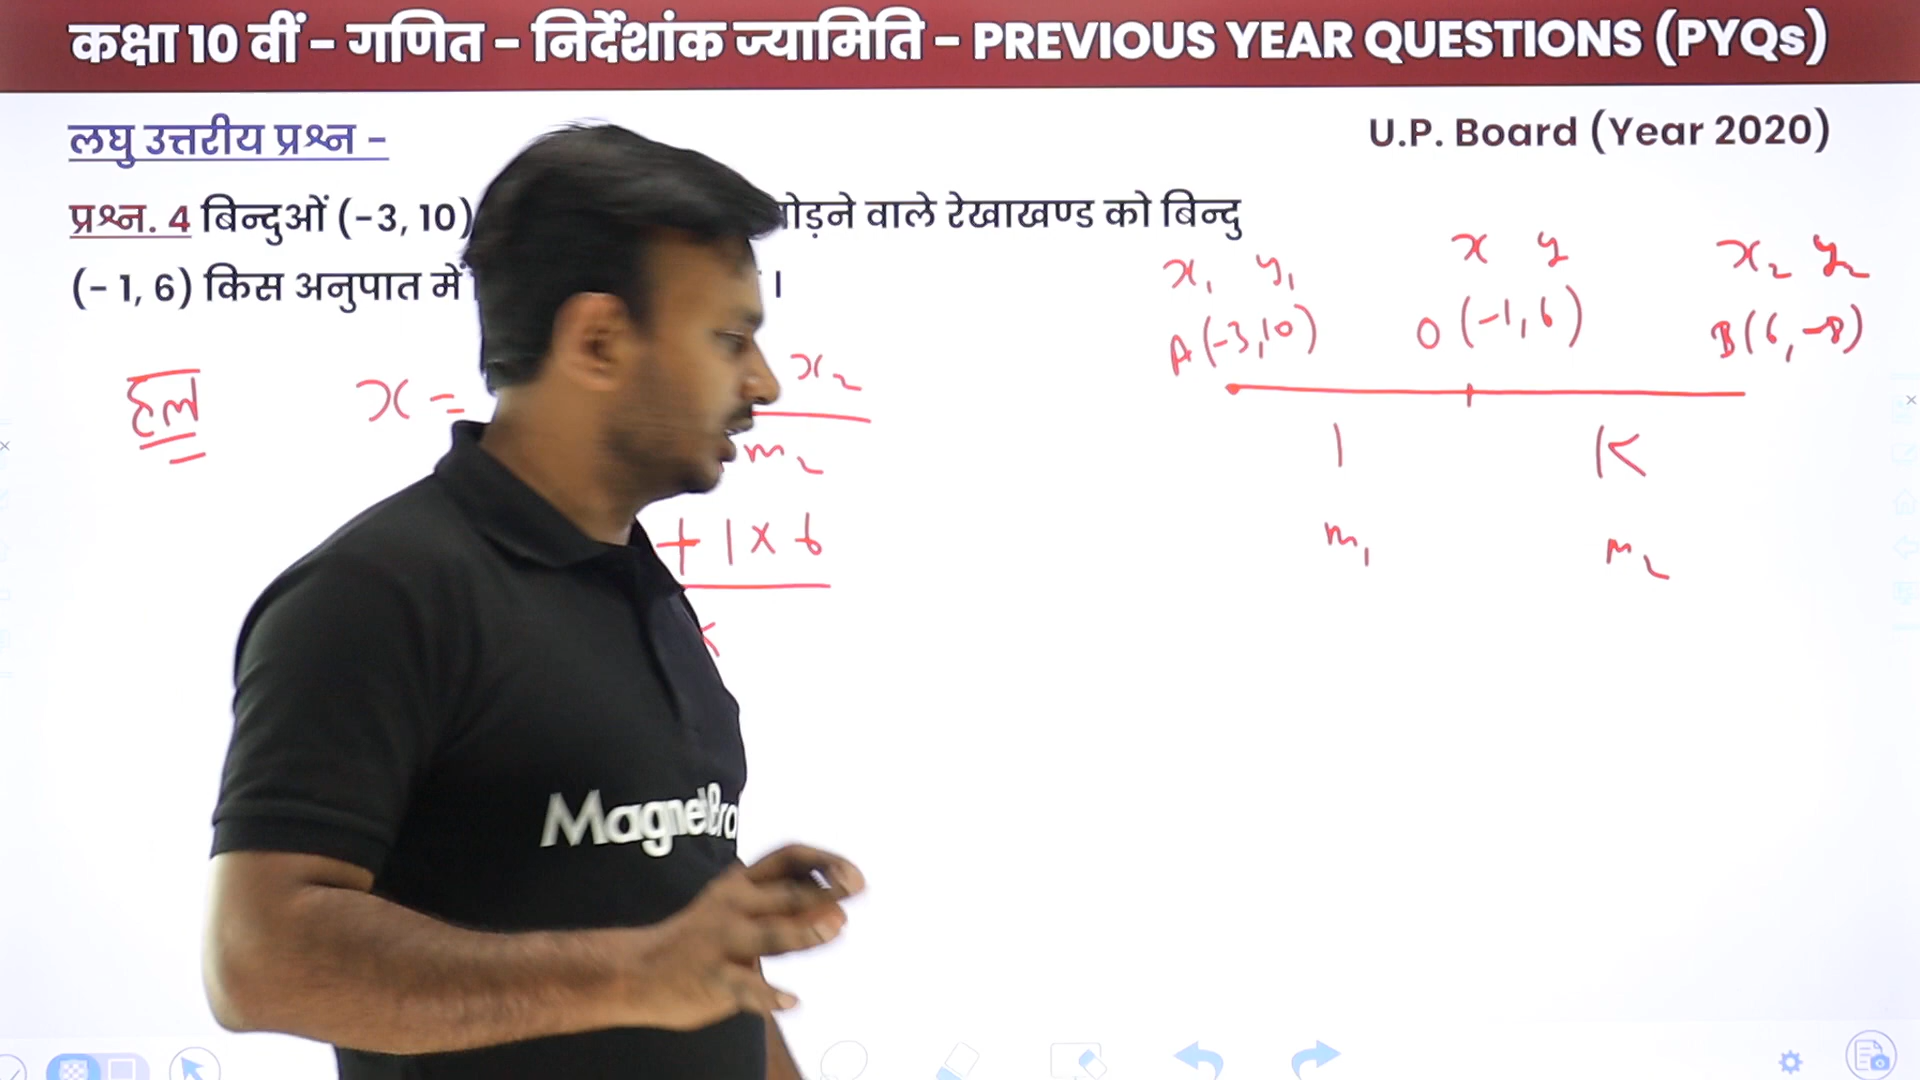 कक्षा 10 वीं – गणित – निर्देशांक ज्यामिति – PREVIOUS YEAR QUESTIONS (PYQs)
लघु उत्तरीय प्रश्न –
U.P. Board (Year 2020)
प्रश्न. 4 बिन्दुओं (–3, 10) जोड़ने वाले रेखाखण्ड को बिन्दु
(– 1, 6) किस अनुपात में ।
x₁ y₁ x y x₂ y₂
A(-3,10) O(-1,6) B(6,-8)
हल x = x₂
m₂
1 K
+ 1 × 6
m₁ m₂
K
MagnetBra